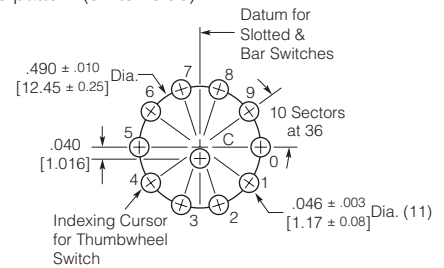 Datum for
Slotted &
Bar Switches
.490 ± .010
[12.45 ± 0.25]
Dia.
7
8
6
9
10 Sectors
at 36
5
C
0
.040
[1.016]
4
1
3
2
.046 ± .003
[1.17 ± 0.08]
Dia. (11)
Indexing Cursor
for Thumbwheel
Switch